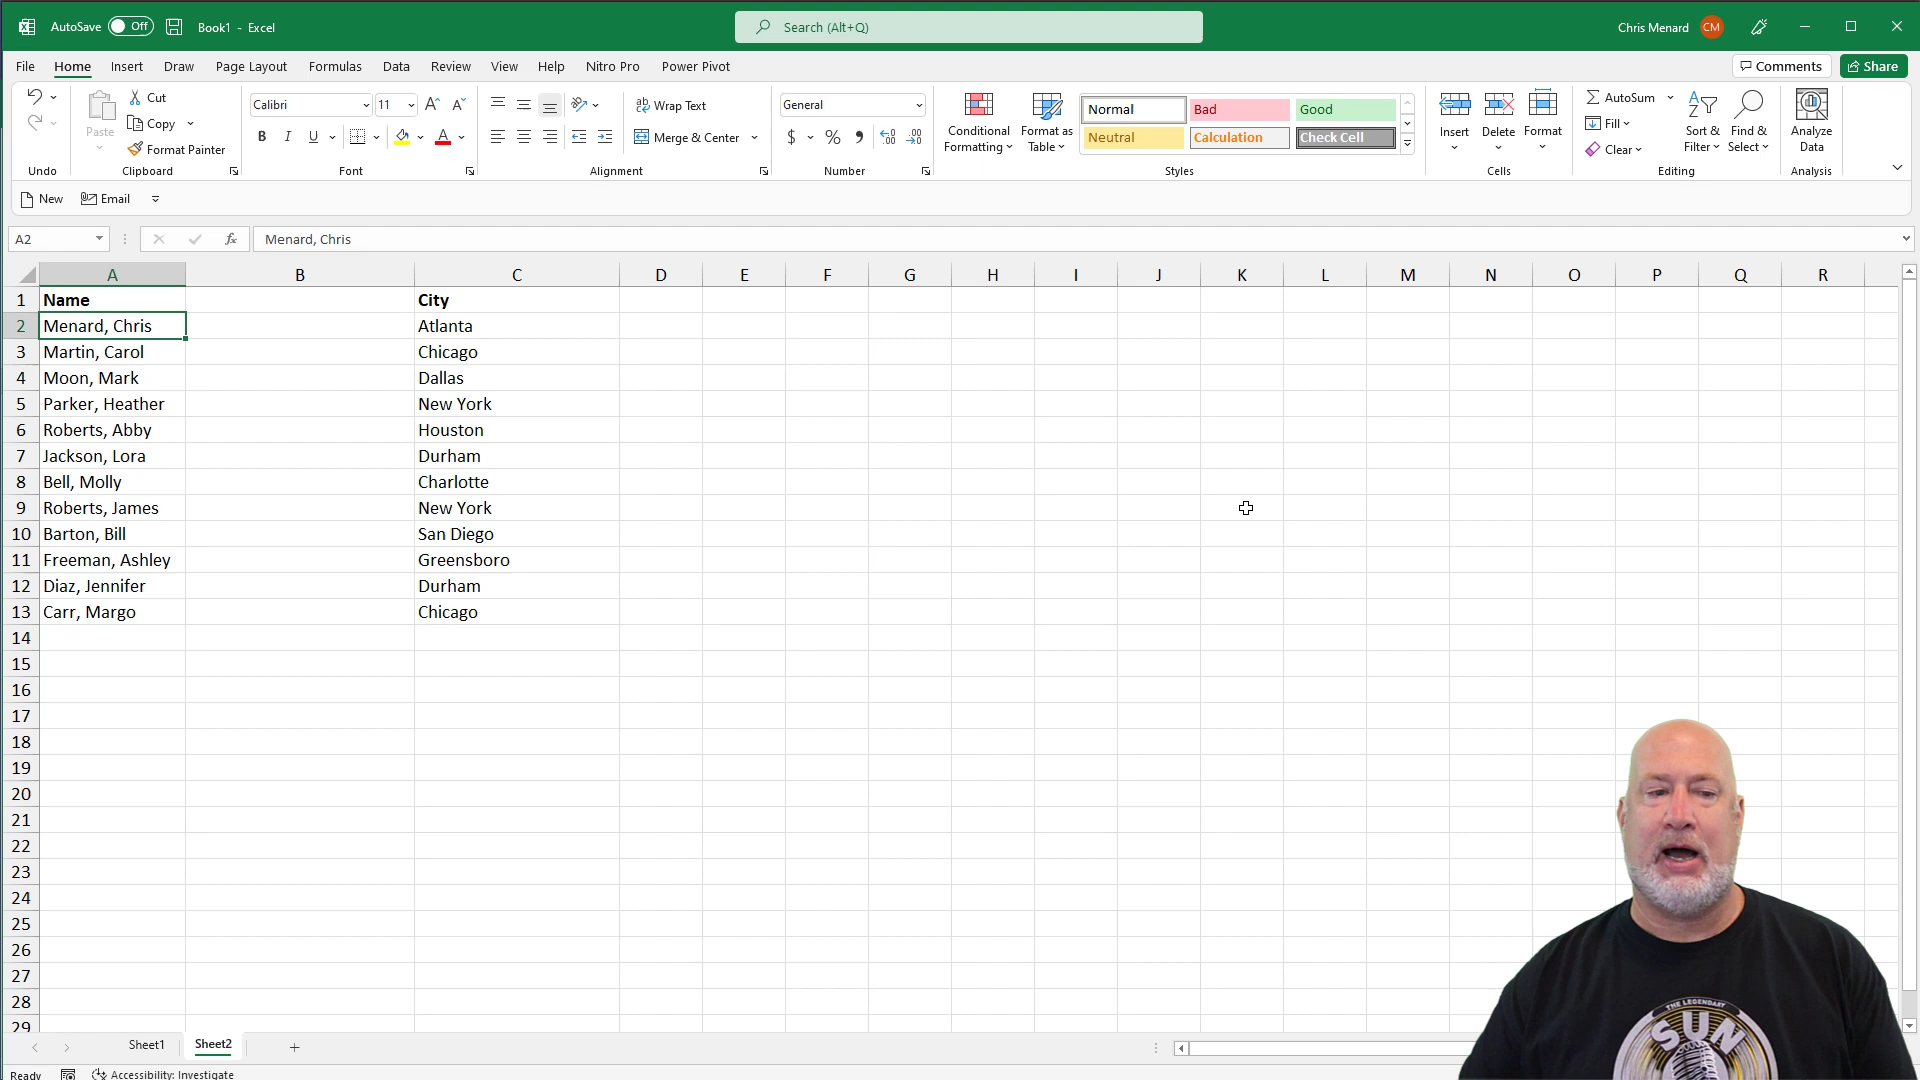 AutoSave Off Book1 - Excel Search (Alt+Q) Chris Menard CM
File Home Insert Draw Page Layout Formulas Data Review View Help Nitro Pro Power Pivot Comments Share
Paste
Cut
Copy
Format Painter
Calibri 11
B I U A
Wrap Text
Merge & Center
General
$ %
Conditional Formatting
Format as Table
Normal Bad Good
Neutral Calculation Check Cell
Insert Delete Format
AutoSum
Fill
Clear
Sort & Filter
Find & Select
Analyze Data
Undo Clipboard Font Alignment Number Styles Cells Editing Analysis
New Email
A2 fx Menard, Chris
A B C D E F G H I J K L M N O P Q R
1 Name City
2 Menard, Chris Atlanta
3 Martin, Carol Chicago
4 Moon, Mark Dallas
5 Parker, Heather New York
6 Roberts, Abby Houston
7 Jackson, Lora Durham
8 Bell, Molly Charlotte
9 Roberts, James New York
10 Barton, Bill San Diego
11 Freeman, Ashley Greensboro
12 Diaz, Jennifer Durham
13 Carr, Margo Chicago
14
15
16
17
18
19
20
21
22
23
24
25
26
27
28
29
THE LEGENDARY
SUN
Sheet1 Sheet2
Ready Accessibility: Investigate